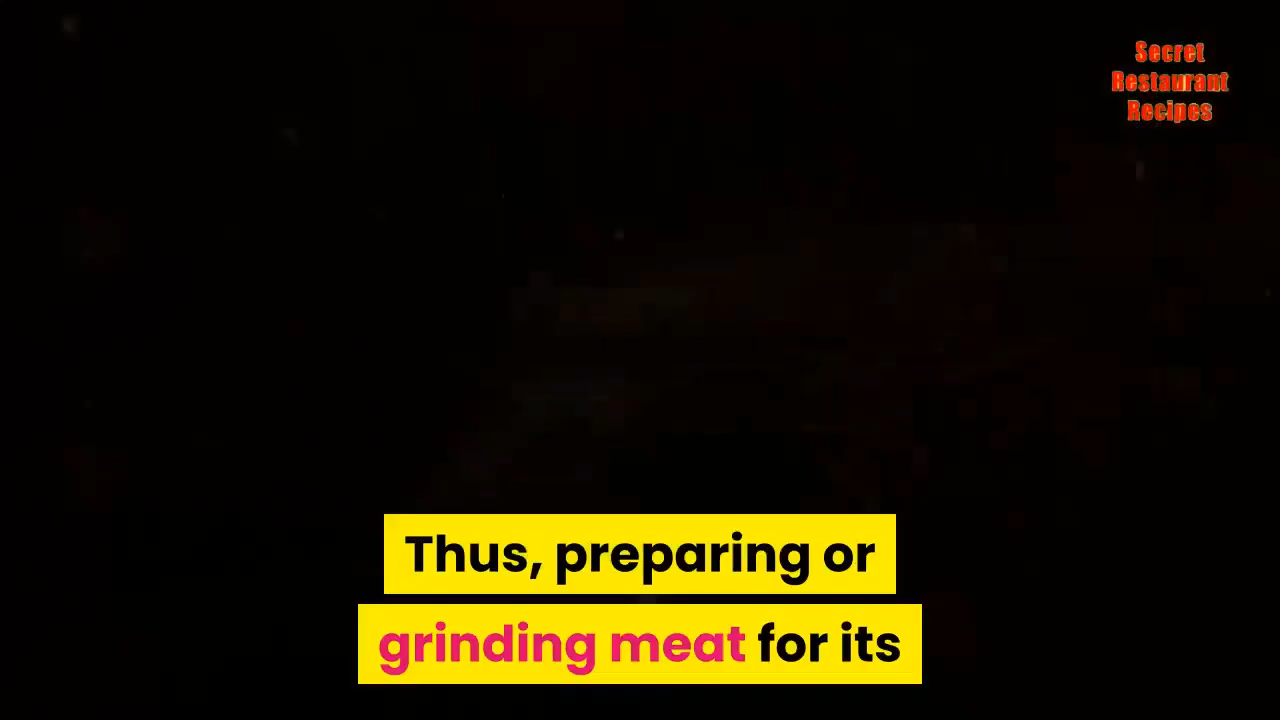 Secret
Restaurant
Recipes
Thus, preparing or
grinding meat for its